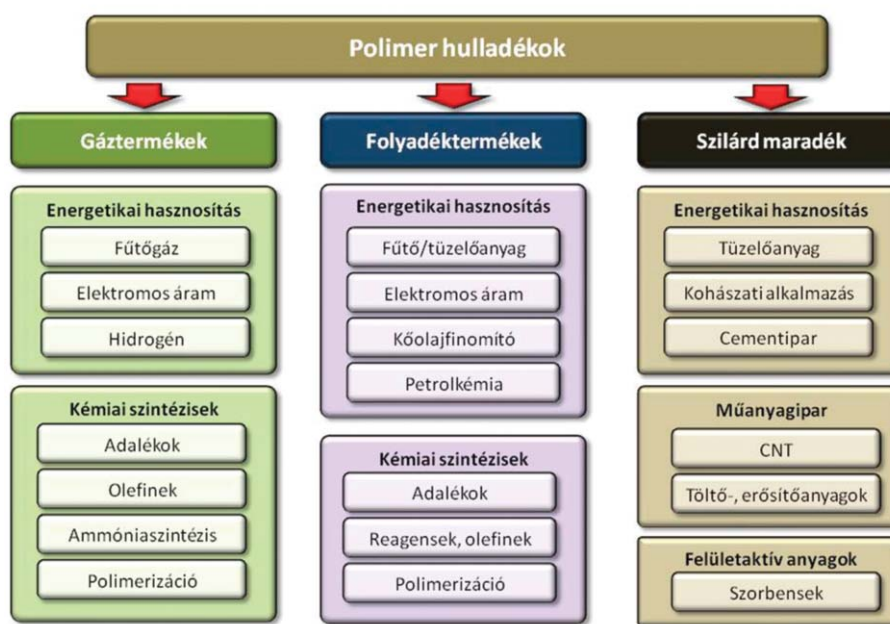 Polimer hulladékok
Gáztermékek
Energetikai hasznosítás
Fűtőgáz
Elektromos áram
Hidrogén
Kémiai szintézisek
Adalékok
Olefinek
Ammóniaszintézis
Polimerizáció
Folyadéktermékek
Energetikai hasznosítás
Fűtő/tüzelőanyag
Elektromos áram
Kőolajfinomító
Petrolkémia
Kémiai szintézisek
Adalékok
Reagensek, olefinek
Polimerizáció
Szilárd maradék
Energetikai hasznosítás
Tüzelőanyag
Kohászati alkalmazás
Cementipar
Műanyagipar
CNT
Töltő-, erősítőanyagok
Felületaktív anyagok
Szorbensek